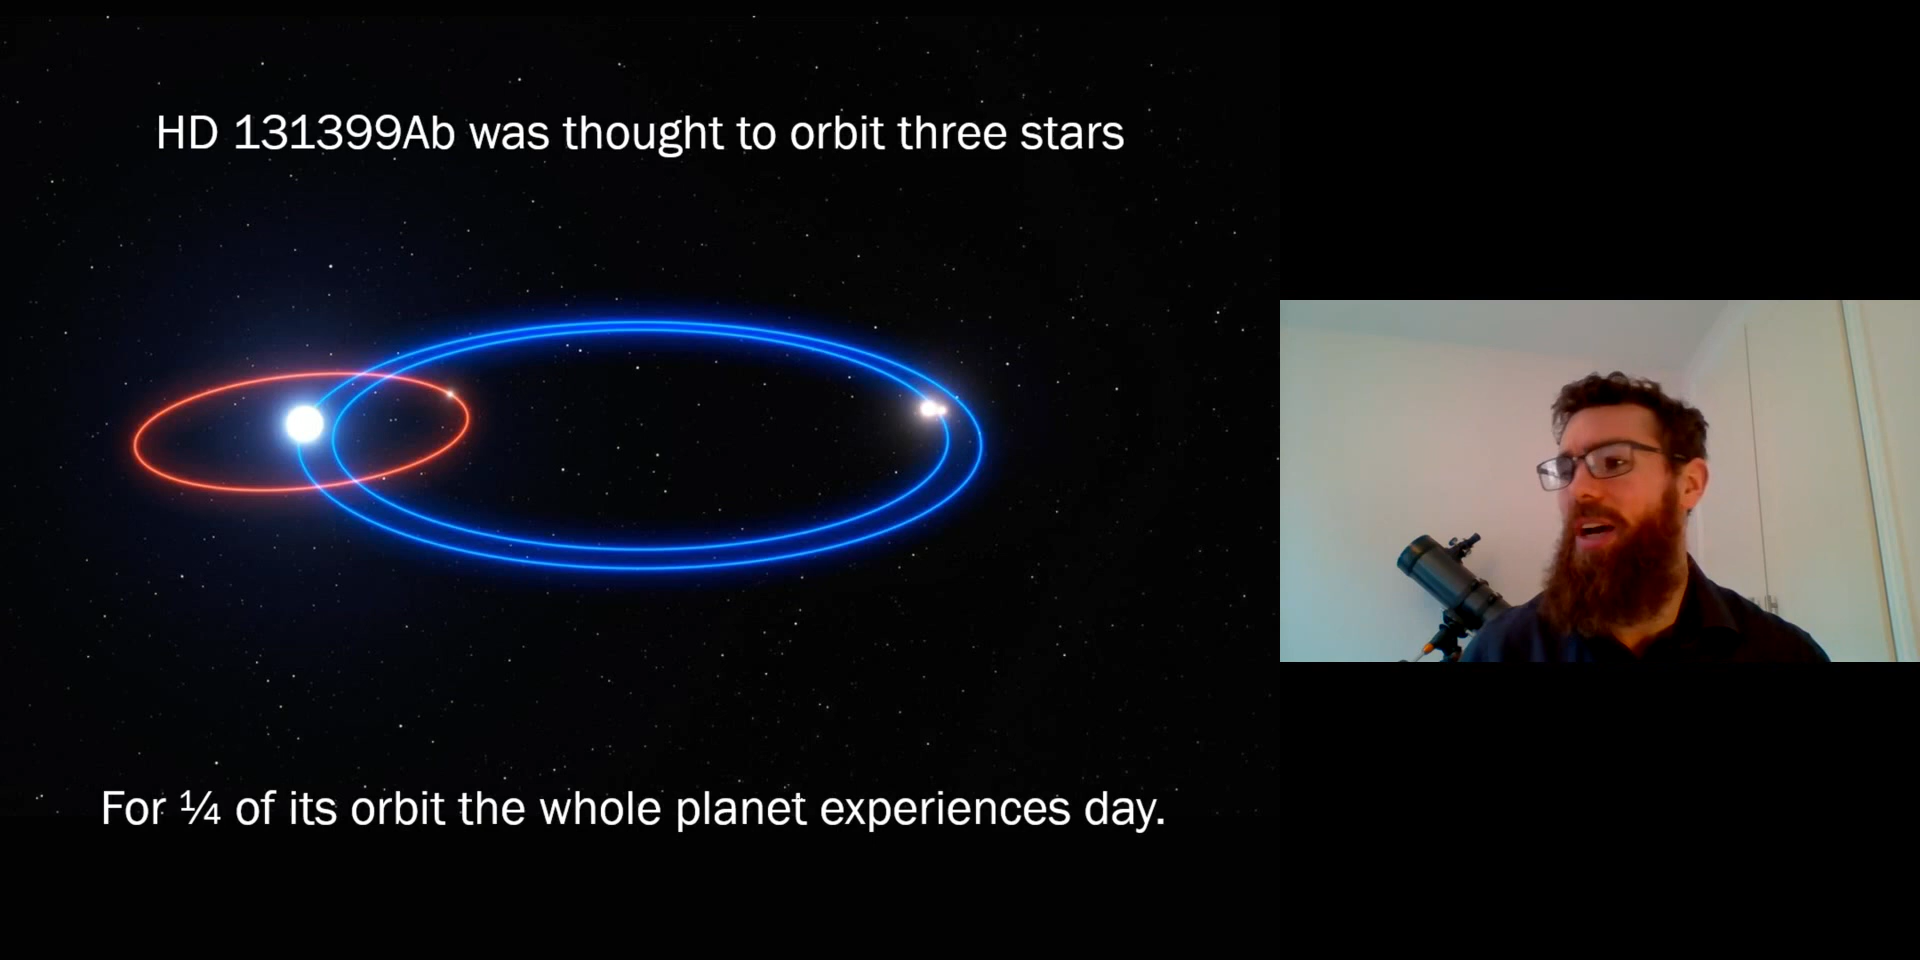 HD 131399Ab was thought to orbit three stars
For ¼ of its orbit the whole planet experiences day.